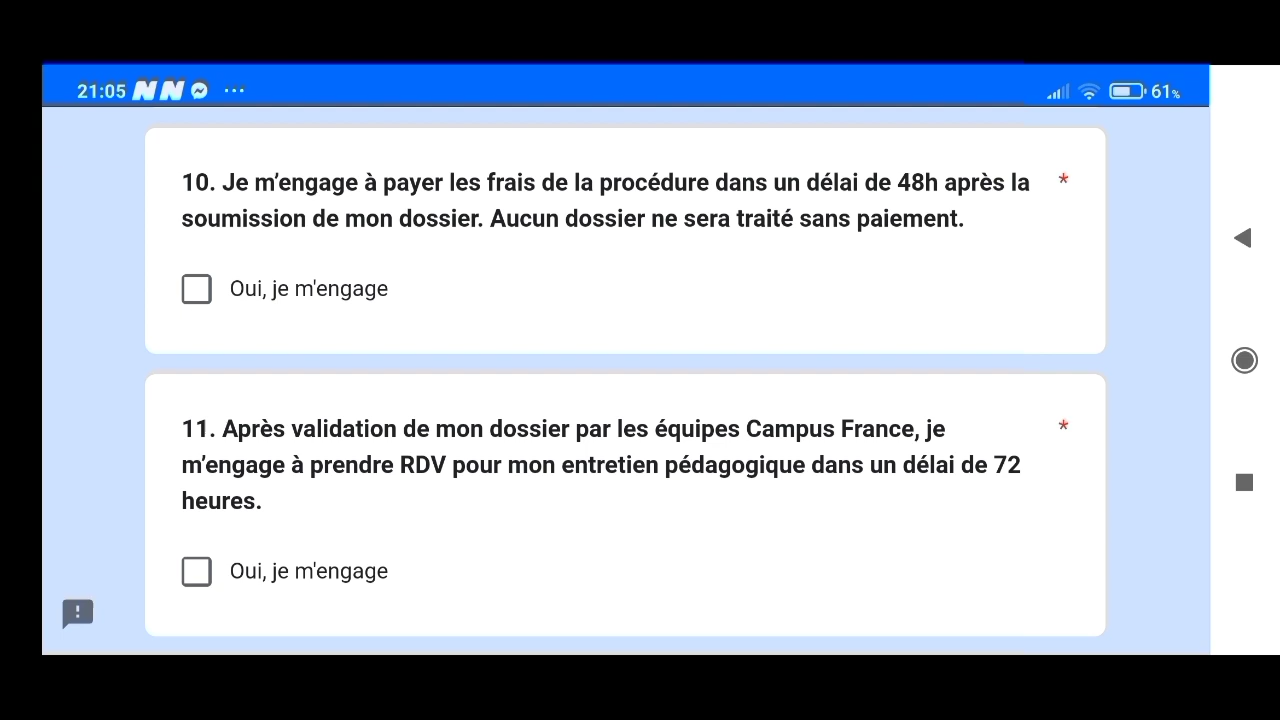 21:05 NN ... 61%
10. Je m’engage à payer les frais de la procédure dans un délai de 48h après la *
soumission de mon dossier. Aucun dossier ne sera traité sans paiement.
Oui, je m'engage
11. Après validation de mon dossier par les équipes Campus France, je *
m’engage à prendre RDV pour mon entretien pédagogique dans un délai de 72
heures.
Oui, je m'engage